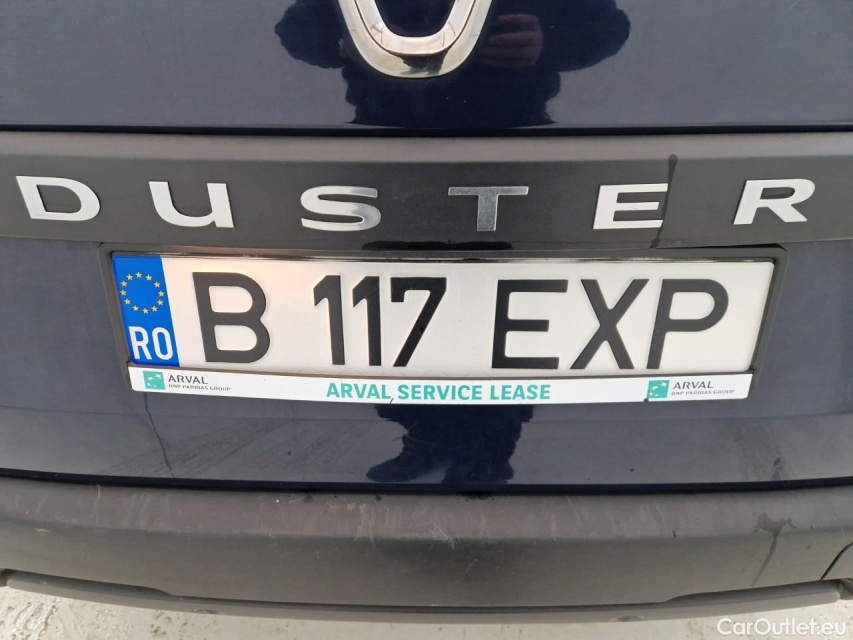 DUSTER
RO B 117 EXP
ARVAL BNP PARIBAS GROUP ARVAL SERVICE LEASE ARVAL BNP PARIBAS GROUP
CarOutlet.eu